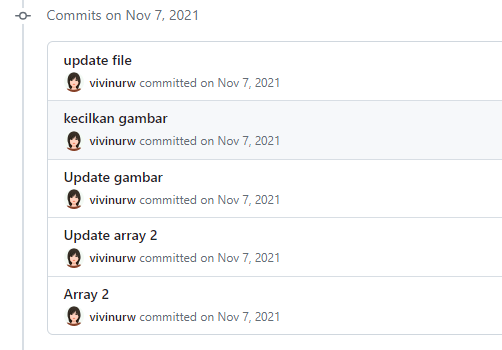 Commits on Nov 7, 2021
update file
vivinurw committed on Nov 7, 2021
kecilkan gambar
vivinurw committed on Nov 7, 2021
Update gambar
vivinurw committed on Nov 7, 2021
Update array 2
vivinurw committed on Nov 7, 2021
Array 2
vivinurw committed on Nov 7, 2021